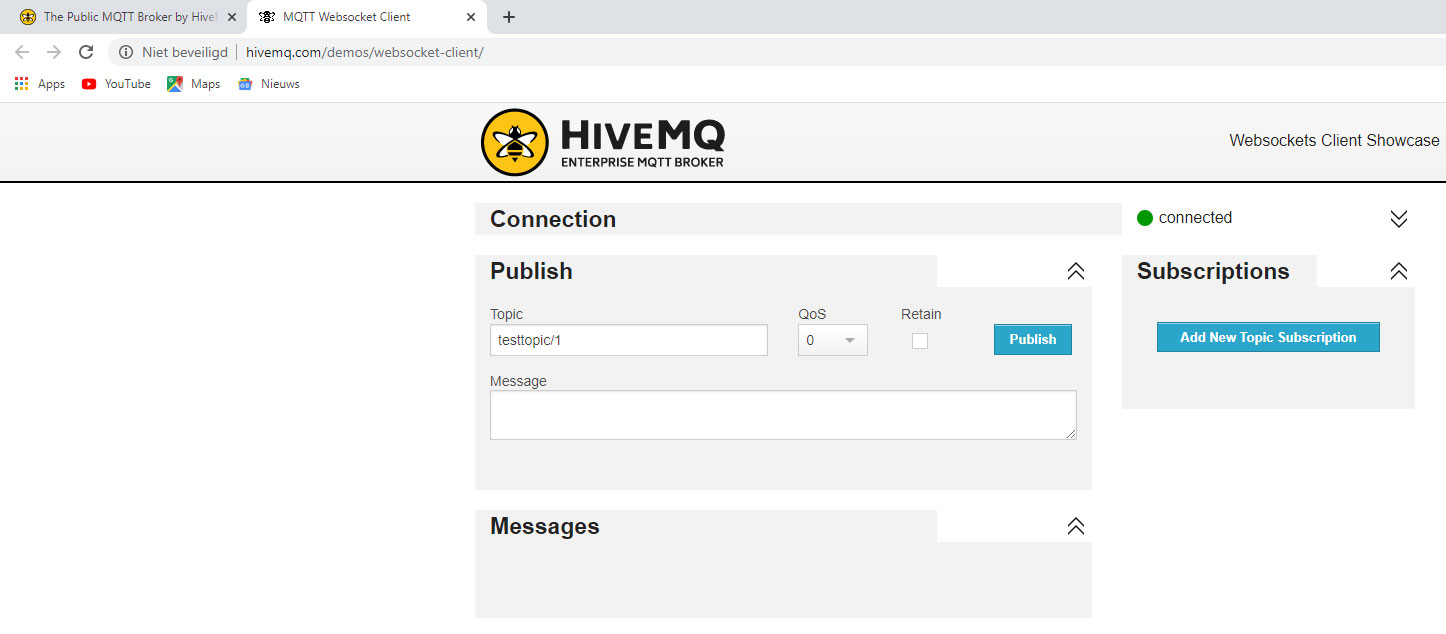 The Public MQTT Broker by Hive
MQTT Websocket Client
Niet beveiligd
hivemq.com/demos/websocket-client/
Apps
YouTube
Maps
Nieuws
HIVEMQ
ENTERPRISE MQTT BROKER
Websockets Client Showcase
Connection
connected
Publish
Subscriptions
Topic QoS Retain
testtopic/1 0 Publish
Add New Topic Subscription
Message
Messages